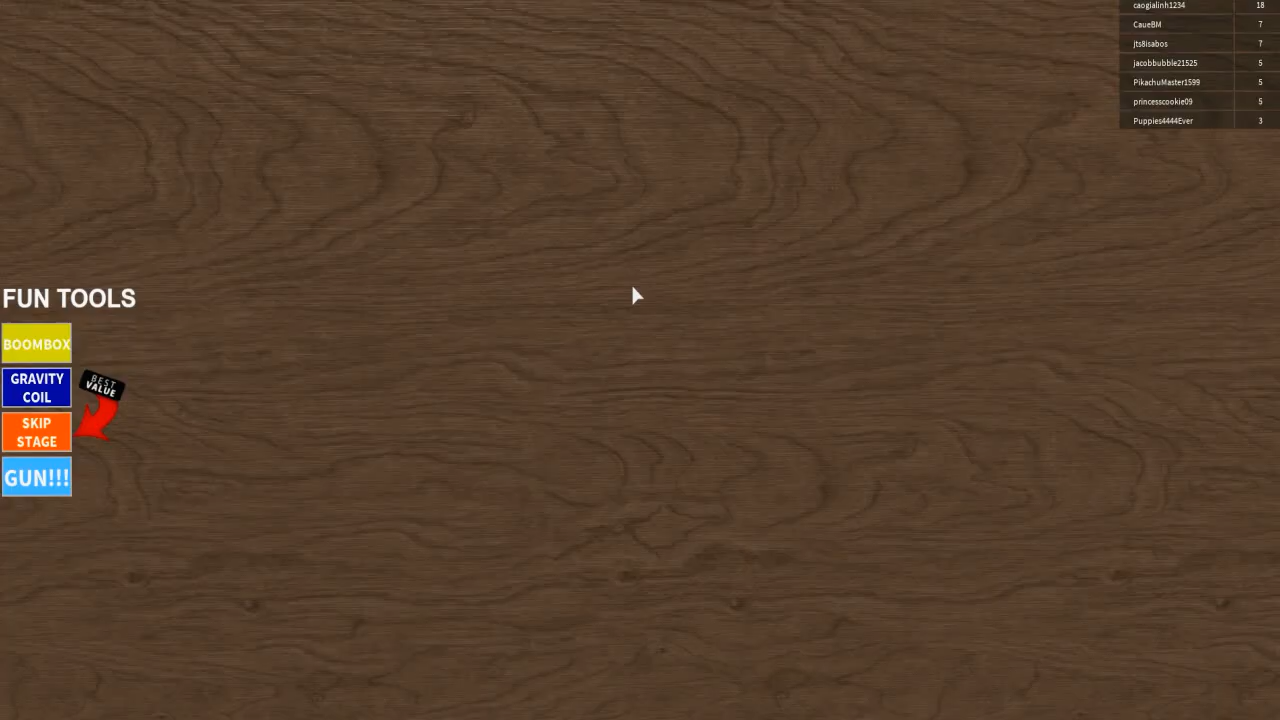 caogialinh1234 18
CaueBM 7
jts8isabos 7
jacobbubble21525 5
PikachuMaster1599 5
princesscookie09 5
Puppies4444Ever 3
FUN TOOLS
BOOMBOX
GRAVITY
COIL
BEST
VALUE
SKIP
STAGE
GUN!!!